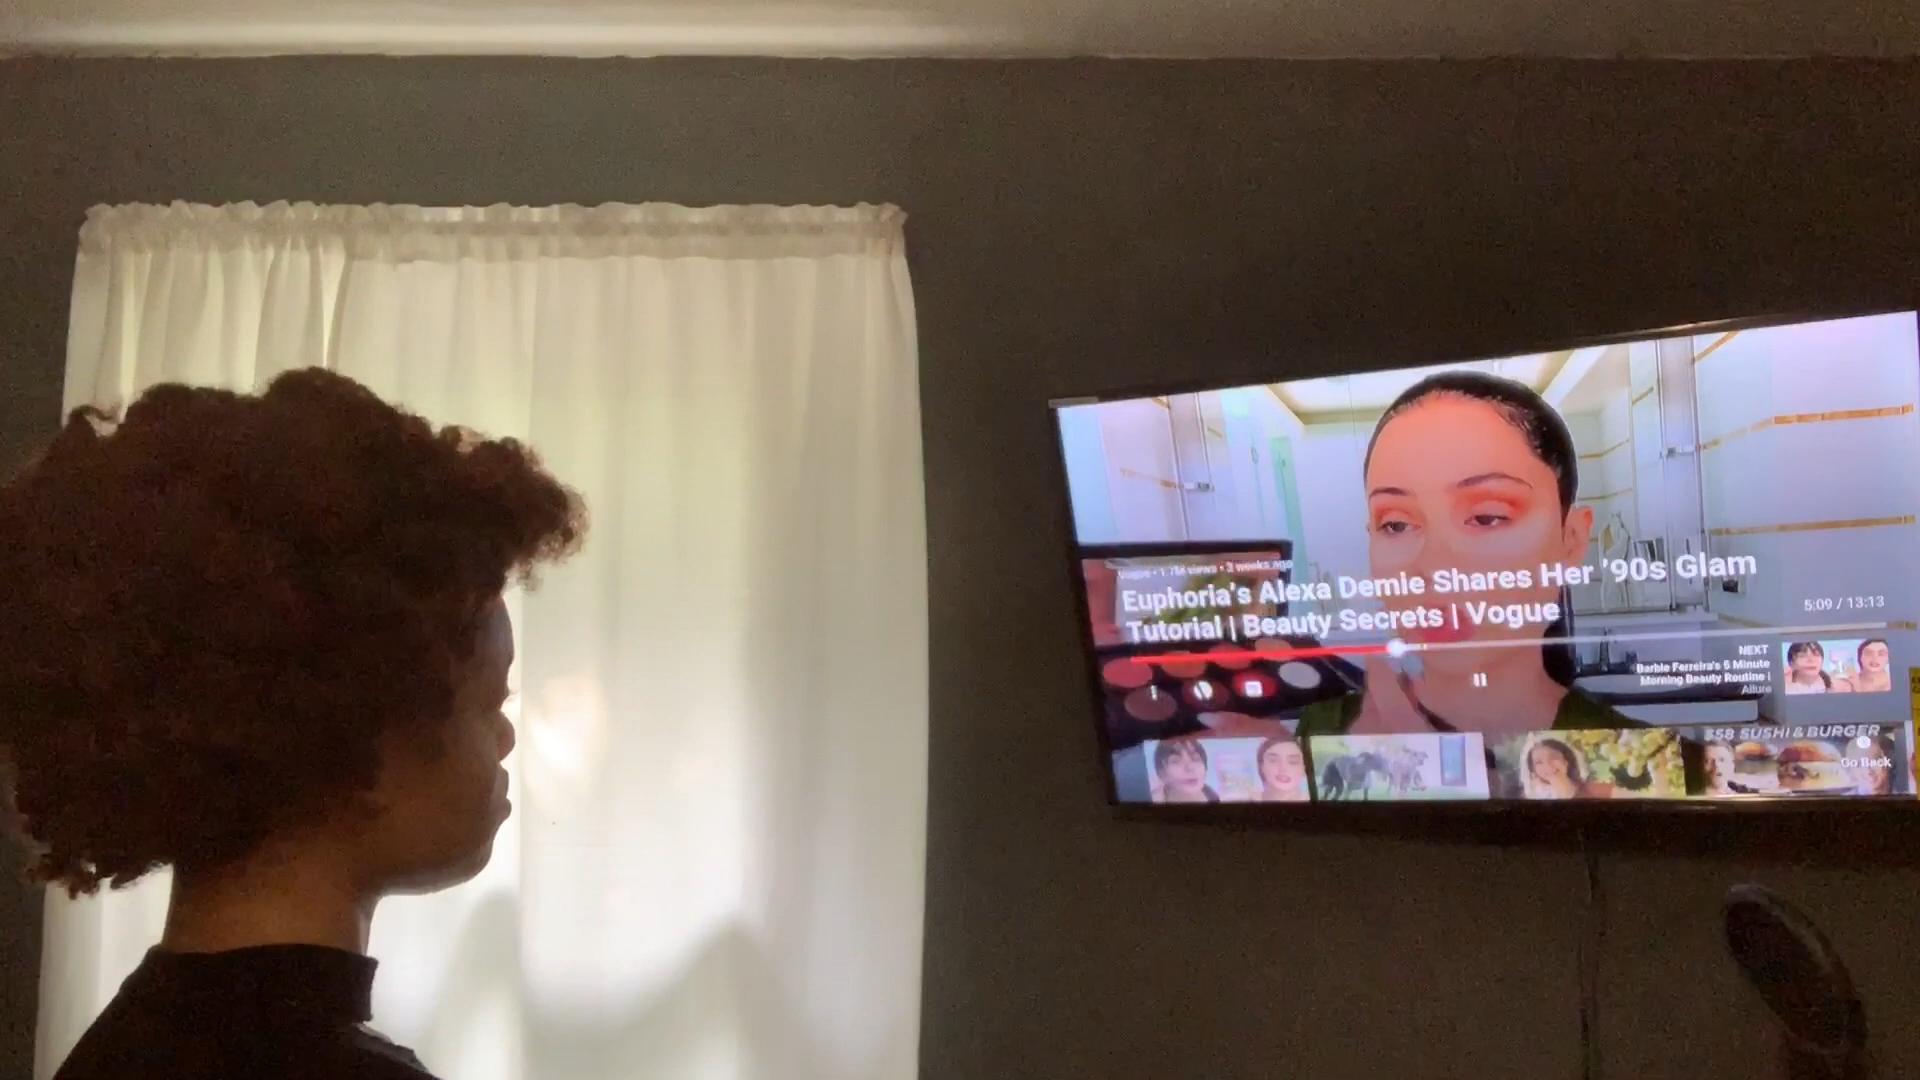 Vogue • 1.7M views • 3 weeks ago
Euphoria's Alexa Demie Shares Her '90s Glam
Tutorial | Beauty Secrets | Vogue
5:09 / 13:13
NEXT
Barbie Ferreira's 5 Minute
Morning Beauty Routine |
Allure
$58 SUSHI & BURGER
Go Back